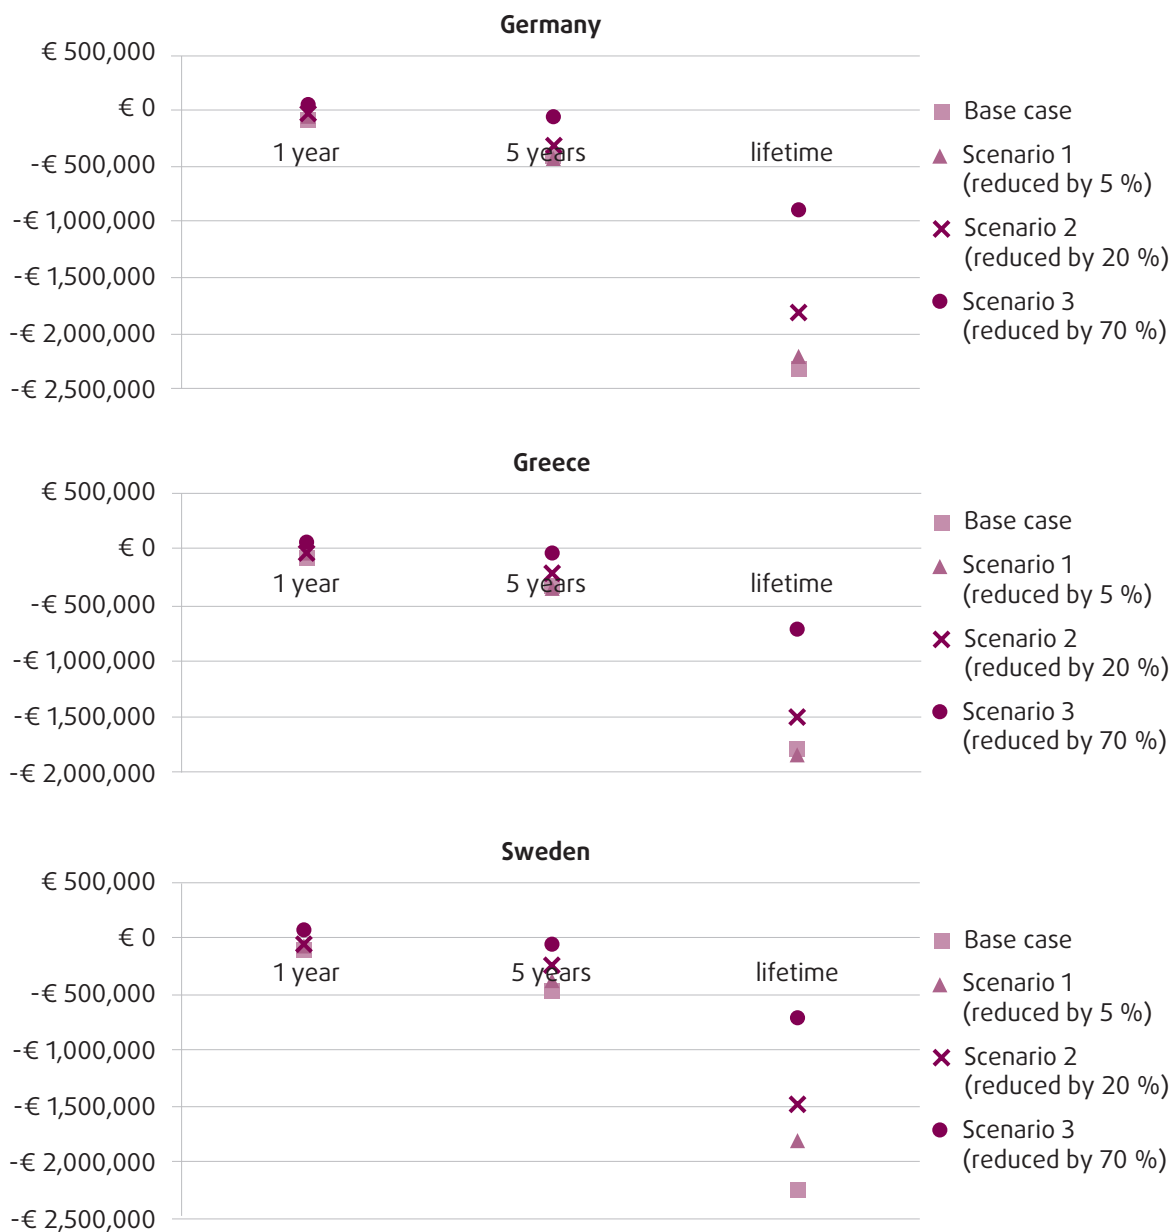 Germany
€ 500,000
€ 0
-€ 500,000
-€ 1,000,000
-€ 1,500,000
-€ 2,000,000
-€ 2,500,000
1 year
5 years
lifetime
Base case
Scenario 1
(reduced by 5 %)
Scenario 2
(reduced by 20 %)
Scenario 3
(reduced by 70 %)
Greece
€ 500,000
€ 0
-€ 500,000
-€ 1,000,000
-€ 1,500,000
-€ 2,000,000
1 year
5 years
lifetime
Base case
Scenario 1
(reduced by 5 %)
Scenario 2
(reduced by 20 %)
Scenario 3
(reduced by 70 %)
Sweden
€ 500,000
€ 0
-€ 500,000
-€ 1,000,000
-€ 1,500,000
-€ 2,000,000
-€ 2,500,000
1 year
5 years
lifetime
Base case
Scenario 1
(reduced by 5 %)
Scenario 2
(reduced by 20 %)
Scenario 3
(reduced by 70 %)